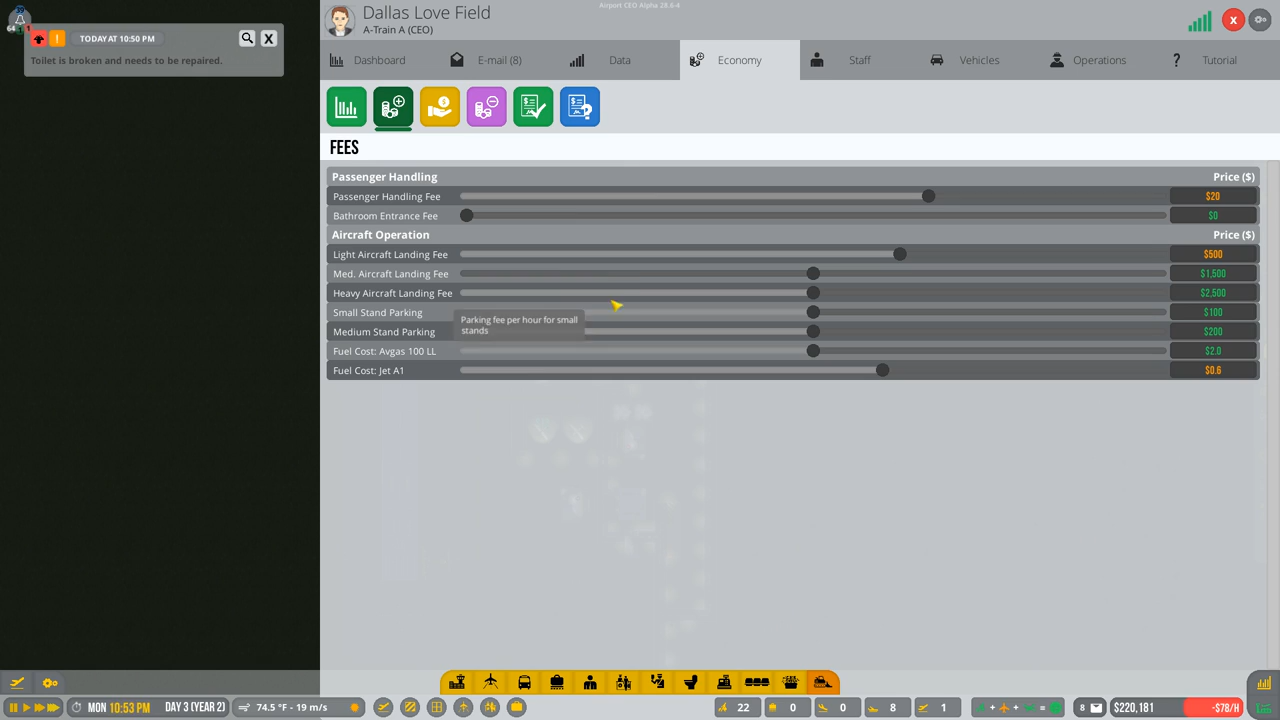 Airport CEO Alpha 28.6-4
39
64
TODAY AT 10:50 PM
X
Toilet is broken and needs to be repaired.
Dallas Love Field
A-Train A (CEO)
X
Dashboard
E-mail (8)
Data
Economy
Staff
Vehicles
Operations
? Tutorial
FEES
Passenger Handling Price ($)
Passenger Handling Fee $20
Bathroom Entrance Fee $0
Aircraft Operation Price ($)
Light Aircraft Landing Fee $500
Med. Aircraft Landing Fee $1,500
Heavy Aircraft Landing Fee $2,500
Small Stand Parking $100
Parking fee per hour for small
stands
Medium Stand Parking $200
Fuel Cost: Avgas 100 LL $2.0
Fuel Cost: Jet A1 $0.6
MON 10:53 PM DAY 3 (YEAR 2)
74.5 °F - 19 m/s
22
0
0
8
1
8
$220,181
-$78/H